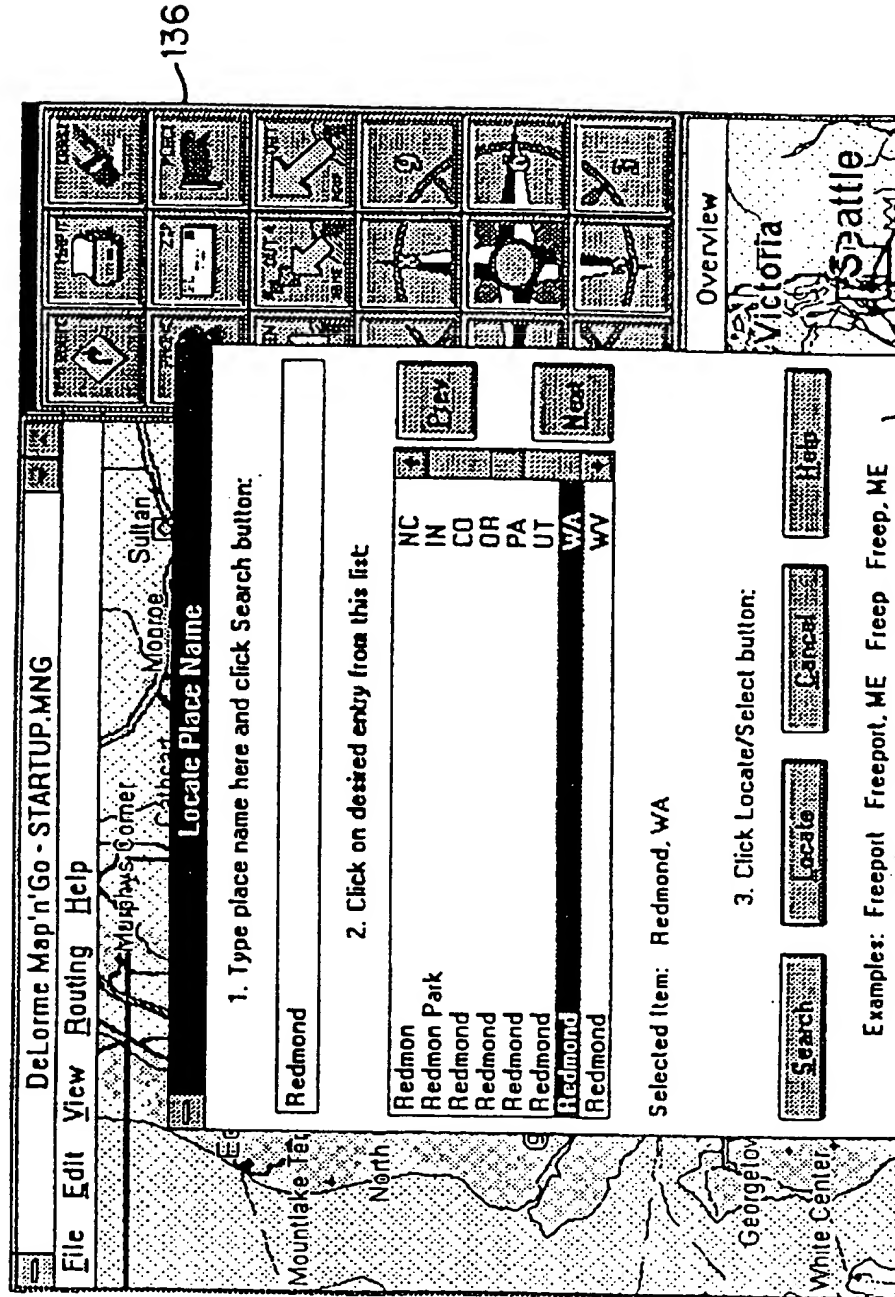 136
DeLorme Map'n'Go - STARTUP.MNG
File Edit View Routing Help
Murphys Corner
Monroe
Sultan
Cathcart
Mountlake Ter
North
Georgetow
White Center
Locate Place Name
1. Type place name here and click Search button:
Redmond
2. Click on desired entry from this list:
Redmon NC
Redmon Park IN
Redmond CO
Redmond OR
Redmond PA
Redmond UT
Redmond WA
Redmond WV
Prev
Next
Selected Item: Redmond, WA
3. Click Locate/Select button:
Search Locate Cancel Help
Examples: Freeport Freeport, ME Freep Freep, ME
ZIP
OUT 4
Overview
Victoria
Seattle